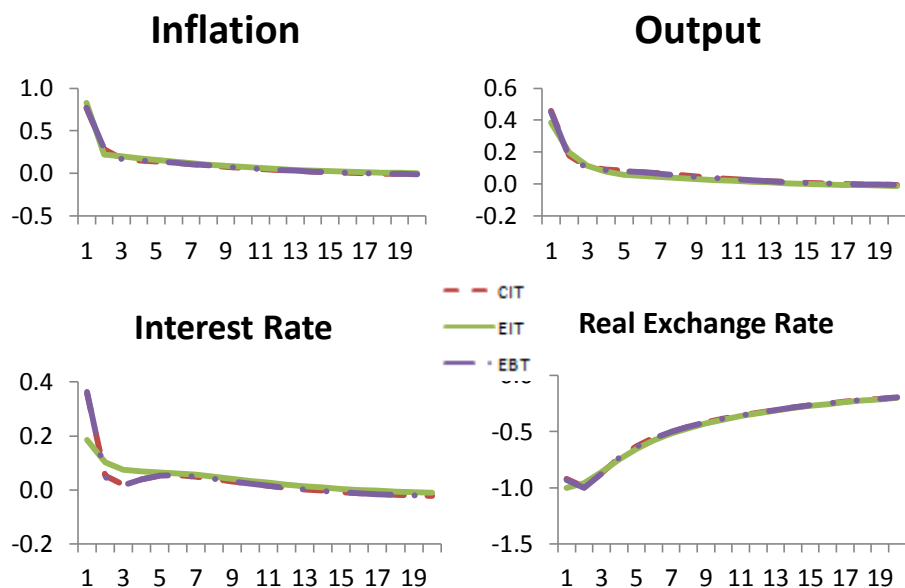 Inflation
1.0
0.5
0.0
-0.5
1 3 5 7 9 11 13 15 17 19
Output
0.6
0.4
0.2
0.0
-0.2
1 3 5 7 9 11 13 15 17 19
CIT
EIT
EBT
Interest Rate
0.4
0.2
0.0
-0.2
1 3 5 7 9 11 13 15 17 19
Real Exchange Rate
-0.5
-1.0
-1.5
1 3 5 7 9 11 13 15 17 19